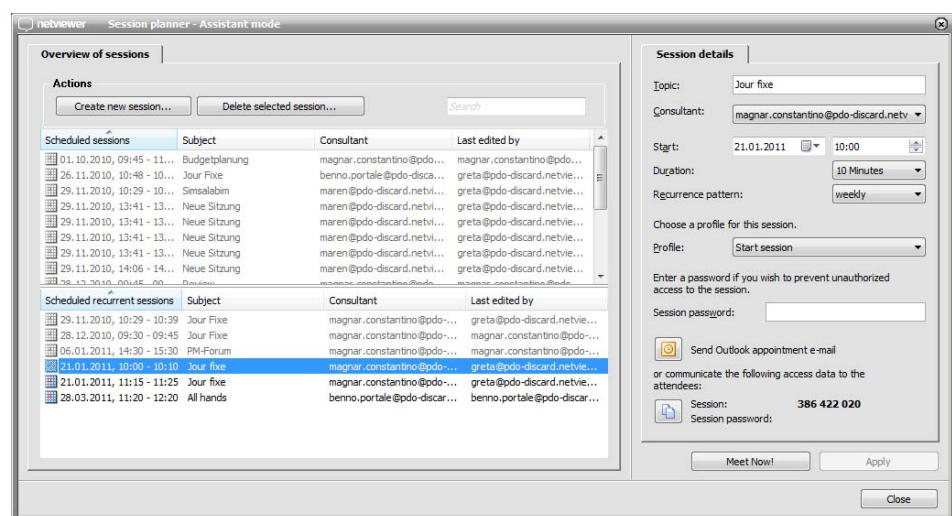 netviewer Session planner - Assistant mode
Overview of sessions
Actions
Create new session...
Delete selected session...
Search
Scheduled sessions Subject Consultant Last edited by
01.10.2010, 09:45 - 11... Budgetplanung magnar.constantino@pdo... magnar.constantino@pdo...
26.11.2010, 10:48 - 10... Jour Fixe benno.portale@pdo-disca... greta@pdo-discard.netvie...
29.11.2010, 10:29 - 10... Simsalabim maren@pdo-discard.netvi... greta@pdo-discard.netvie...
29.11.2010, 13:41 - 13... Neue Sitzung maren@pdo-discard.netvi... greta@pdo-discard.netvie...
29.11.2010, 13:41 - 13... Neue Sitzung maren@pdo-discard.netvi... greta@pdo-discard.netvie...
29.11.2010, 13:41 - 13... Neue Sitzung maren@pdo-discard.netvi... greta@pdo-discard.netvie...
29.11.2010, 13:41 - 13... Neue Sitzung maren@pdo-discard.netvi... greta@pdo-discard.netvie...
29.11.2010, 14:06 - 14... Neue Sitzung maren@pdo-discard.netvi... greta@pdo-discard.netvie...
Scheduled recurrent sessions Subject Consultant Last edited by
29.11.2010, 10:29 - 10:39 Jour Fixe magnar.constantino@pdo-... greta@pdo-discard.netvie...
28.12.2010, 09:30 - 09:45 Jour Fixe magnar.constantino@pdo-... magnar.constantino@pdo-...
06.01.2011, 14:30 - 15:30 PM-Forum magnar.constantino@pdo-... magnar.constantino@pdo-...
21.01.2011, 10:00 - 10:10 Jour fixe magnar.constantino@pdo-... greta@pdo-discard.netvie...
21.01.2011, 11:15 - 11:25 Jour fixe magnar.constantino@pdo-... greta@pdo-discard.netvie...
28.03.2011, 11:20 - 12:20 All hands benno.portale@pdo-discar... benno.portale@pdo-discar...
Session details
Topic: Jour fixe
Consultant: magnar.constantino@pdo-discard.netv
Start: 21.01.2011 10:00
Duration: 10 Minutes
Recurrence pattern: weekly
Choose a profile for this session.
Profile: Start session
Enter a password if you wish to prevent unauthorized
access to the session.
Session password:
Send Outlook appointment e-mail
or communicate the following access data to the
attendees:
Session: 386 422 020
Session password:
Meet Now!
Apply
Close